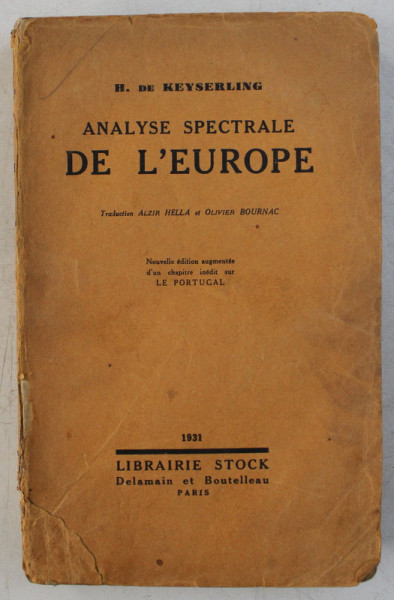 H. DE KEYSERLING
ANALYSE SPECTRALE
DE L'EUROPE
Traduction ALZIR HELLA et OLIVIER BOURNAC
Nouvelle édition augmentée
d'un chapitre inédit sur
LE PORTUGAL
1931
LIBRAIRIE STOCK
Delamain et Boutelleau
PARIS